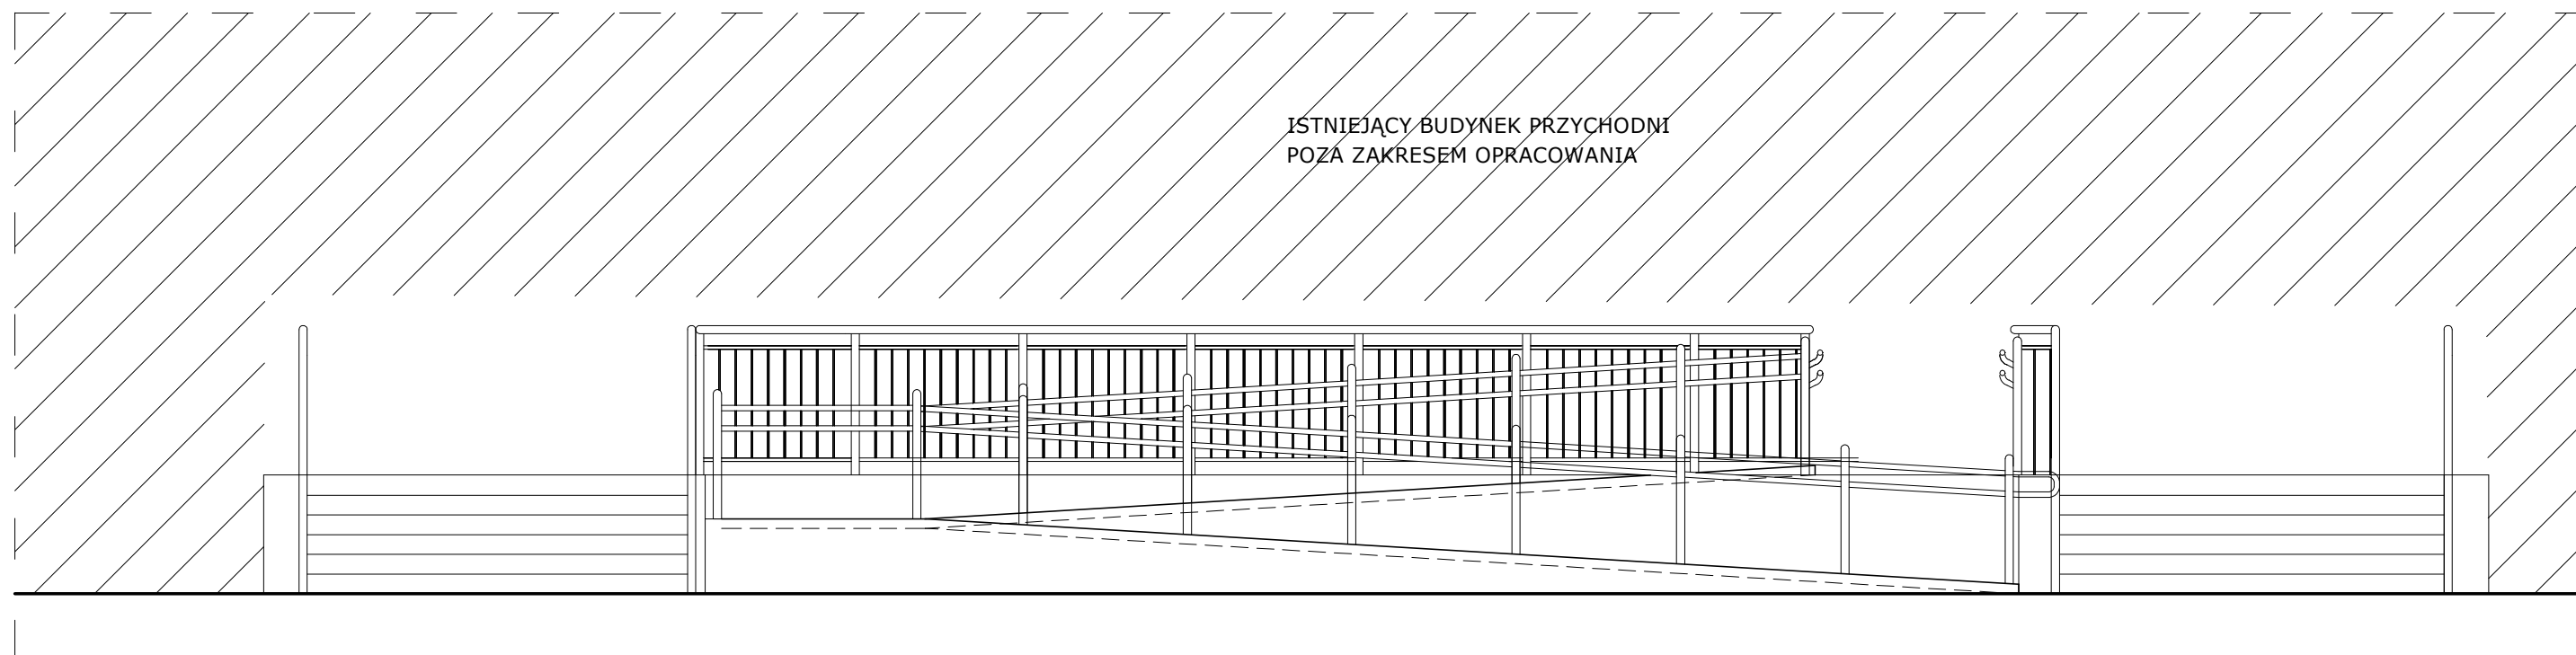 ISTNIEJĄCY BUDYNEK PRZYCHODNI
POZA ZAKRESEM OPRACOWANIA